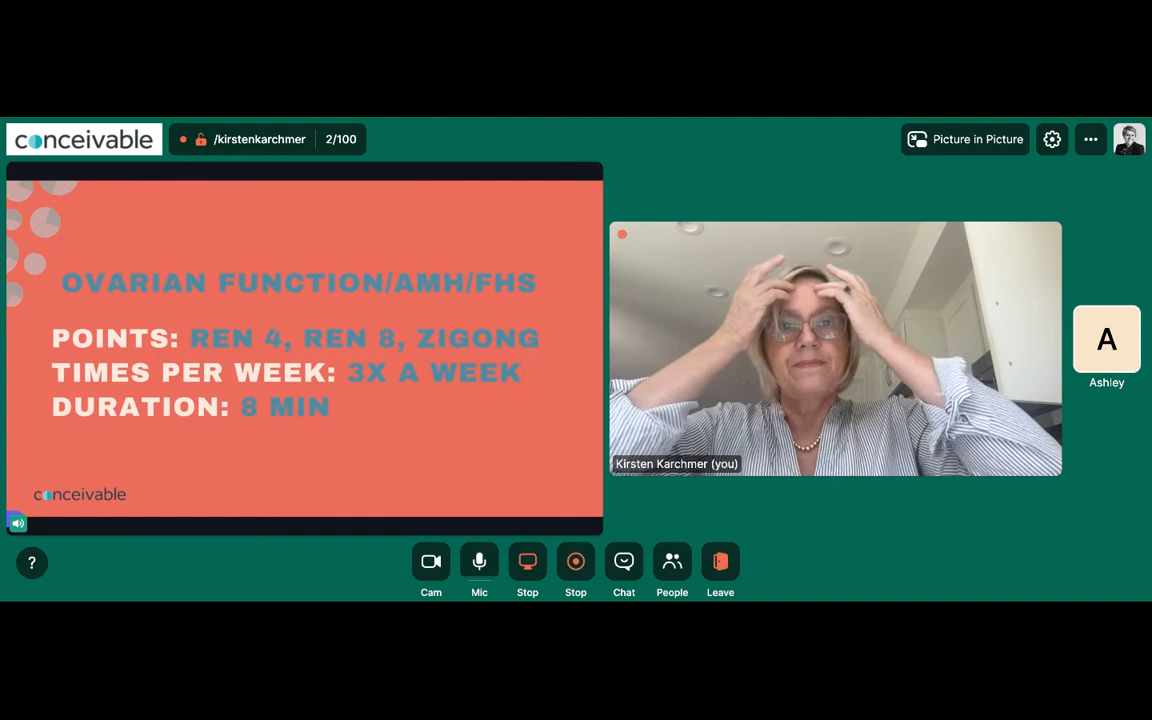 conceivable
/kirstenkarchmer
2/100
Picture in Picture
OVARIAN FUNCTION/AMH/FHS
POINTS: REN 4, REN 8, ZIGONG
TIMES PER WEEK: 3X A WEEK
DURATION: 8 MIN
conceivable
Kirsten Karchmer (you)
A
Ashley
?
Cam
Mic
Stop
Stop
Chat
People
Leave